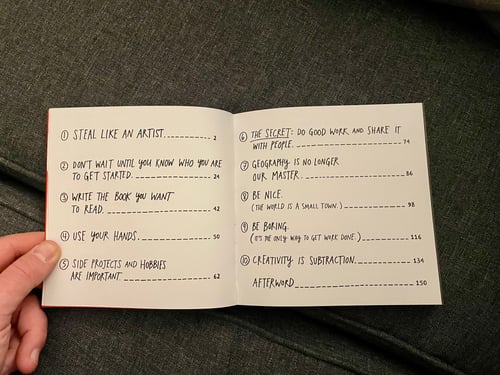 ① STEAL LIKE AN ARTIST. 2
② DON'T WAIT UNTIL YOU KNOW WHO YOU ARE
TO GET STARTED. 24
③ WRITE THE BOOK YOU WANT
TO READ. 42
④ USE YOUR HANDS. 50
⑤ SIDE PROJECTS AND HOBBIES
ARE IMPORTANT 62
⑥ THE SECRET: DO GOOD WORK AND SHARE IT
WITH PEOPLE. 74
⑦ GEOGRAPHY IS NO LONGER
OUR MASTER. 86
⑧ BE NICE.
(THE WORLD IS A SMALL TOWN.) 98
⑨ BE BORING.
(IT'S THE ONLY WAY TO GET WORK DONE.) 116
⑩ CREATIVITY IS SUBTRACTION. 134
AFTERWORD 150